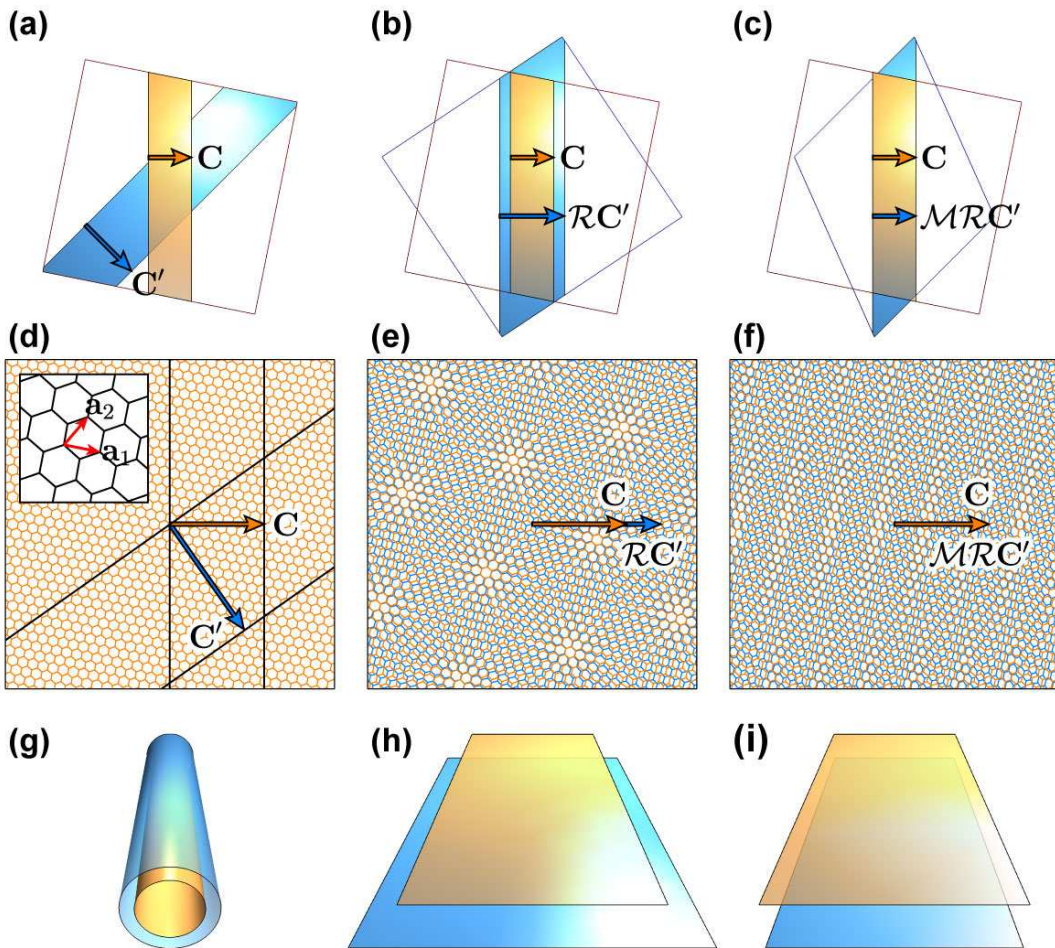 (a)
(b)
(c)
C
C′
C
ℛC′
C
ℳℛC′
(d)
(e)
(f)
a₂
a₁
C
C′
C
ℛC′
C
ℳℛC′
(g)
(h)
(i)